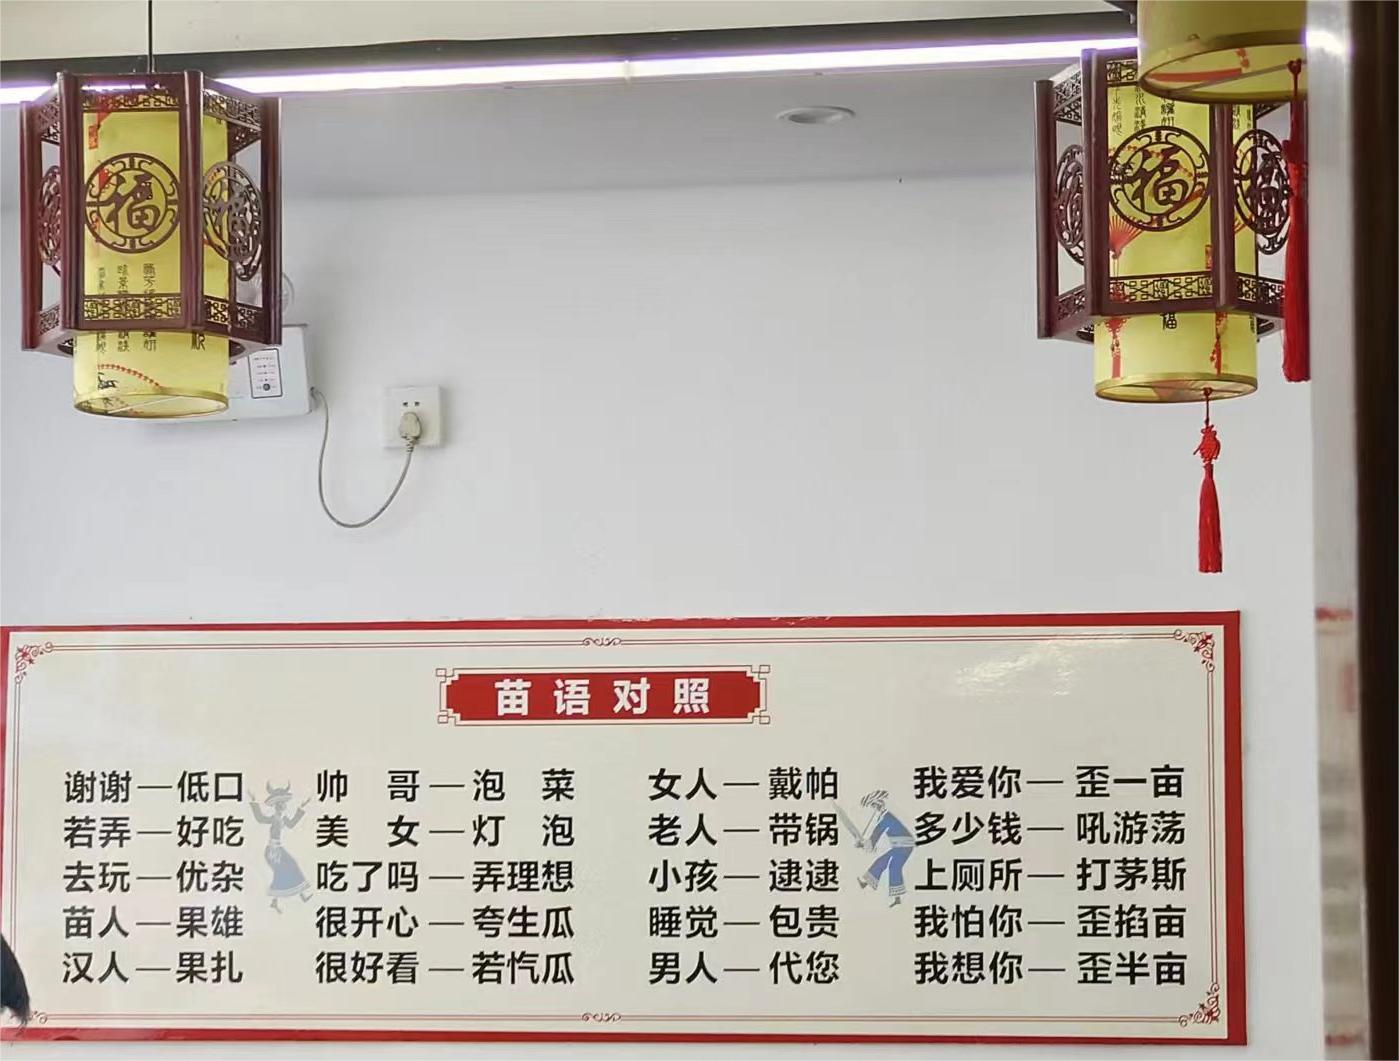 福
福
福
福
福
苗语对照
谢谢—低口 帅 哥—泡 菜 女人—戴帕 我爱你—歪一亩
若弄—好吃 美 女—灯 泡 老人—带锅 多少钱—吼游荡
去玩—优杂 吃了吗—弄理想 小孩—逮逮 上厕所—打茅斯
苗人—果雄 很开心—夸生瓜 睡觉—包贵 我怕你—歪掐亩
汉人—果扎 很好看—若忾瓜 男人—代您 我想你—歪半亩